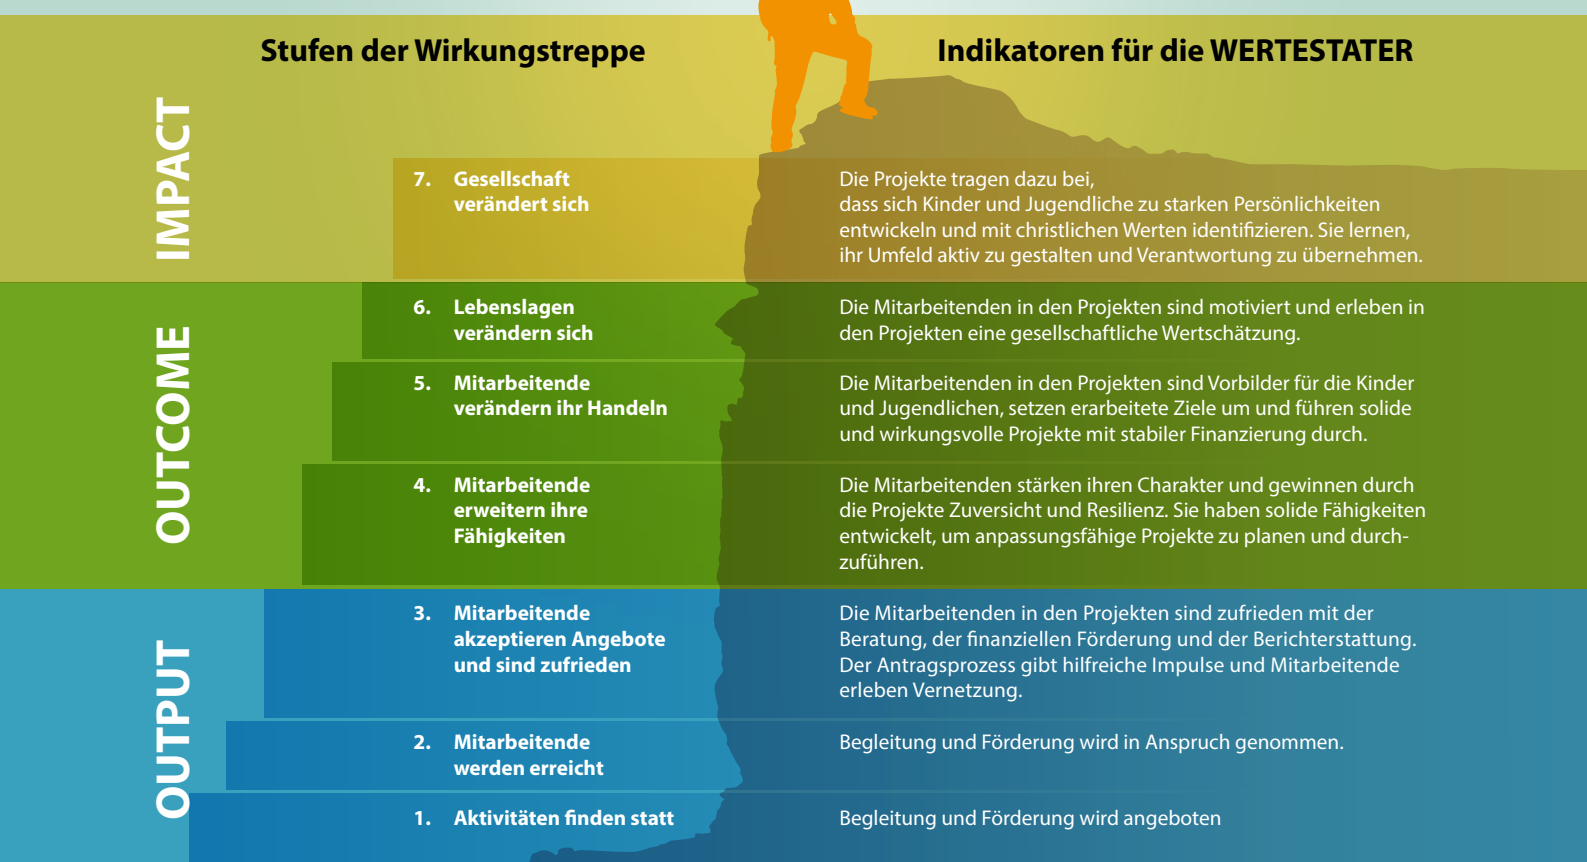 Stufen der Wirkungstreppe
Indikatoren für die WERTESTATER
IMPACT
7. Gesellschaft
verändert sich
Die Projekte tragen dazu bei,
dass sich Kinder und Jugendliche zu starken Persönlichkeiten
entwickeln und mit christlichen Werten identifizieren. Sie lernen,
ihr Umfeld aktiv zu gestalten und Verantwortung zu übernehmen.
OUTCOME
6. Lebenslagen
verändern sich
Die Mitarbeitenden in den Projekten sind motiviert und erleben in
den Projekten eine gesellschaftliche Wertschätzung.
5. Mitarbeitende
verändern ihr Handeln
Die Mitarbeitenden in den Projekten sind Vorbilder für die Kinder
und Jugendlichen, setzen erarbeitete Ziele um und führen solide
und wirkungsvolle Projekte mit stabiler Finanzierung durch.
4. Mitarbeitende
erweitern ihre
Fähigkeiten
Die Mitarbeitenden stärken ihren Charakter und gewinnen durch
die Projekte Zuversicht und Resilienz. Sie haben solide Fähigkeiten
entwickelt, um anpassungsfähige Projekte zu planen und durch-
zuführen.
OUTPUT
3. Mitarbeitende
akzeptieren Angebote
und sind zufrieden
Die Mitarbeitenden in den Projekten sind zufrieden mit der
Beratung, der finanziellen Förderung und der Berichterstattung.
Der Antragsprozess gibt hilfreiche Impulse und Mitarbeitende
erleben Vernetzung.
2. Mitarbeitende
werden erreicht
Begleitung und Förderung wird in Anspruch genommen.
1. Aktivitäten finden statt
Begleitung und Förderung wird angeboten